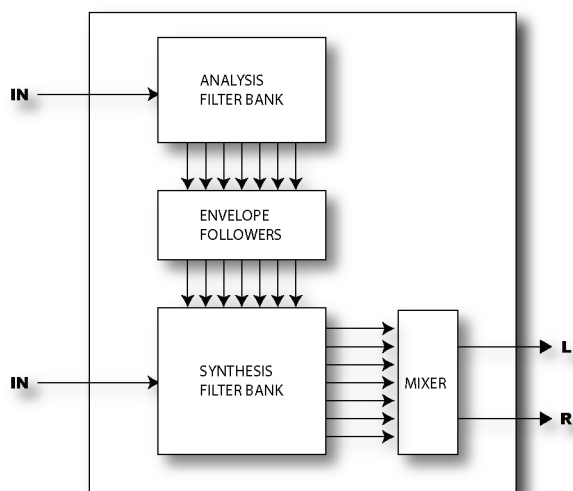 IN
ANALYSIS
FILTER BANK
ENVELOPE
FOLLOWERS
IN
SYNTHESIS
FILTER BANK
MIXER
L
R